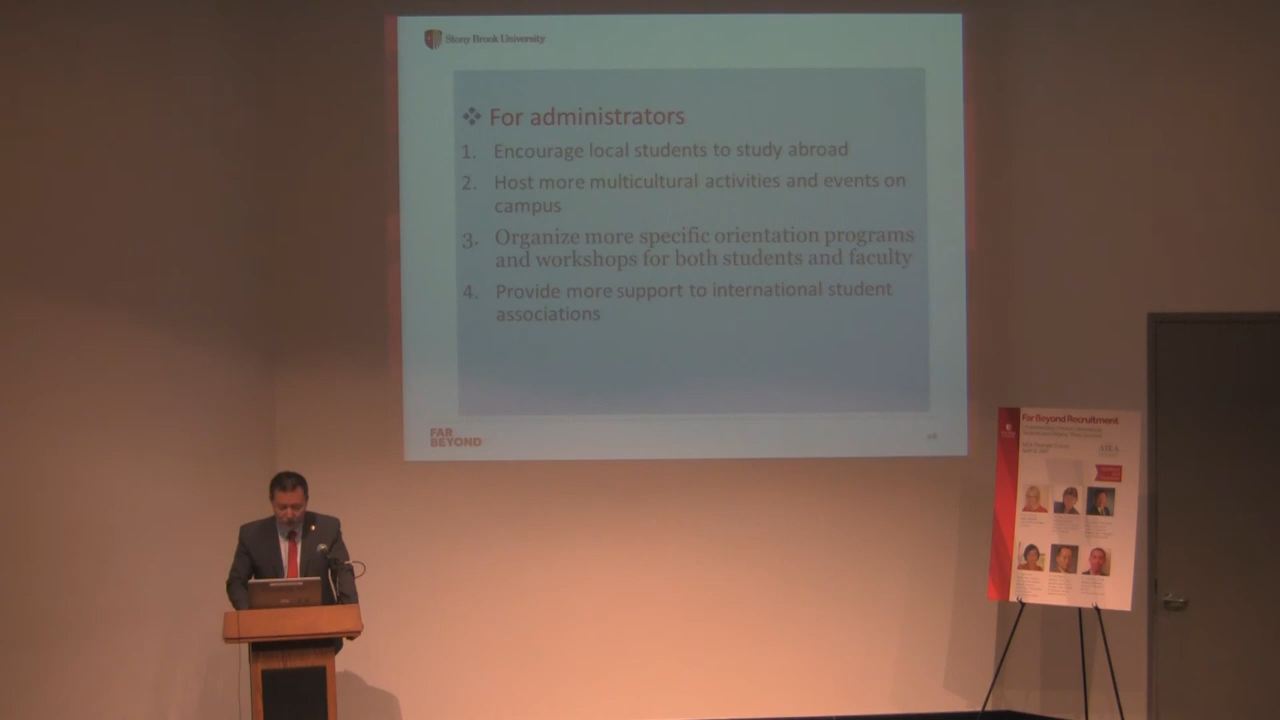 Stony Brook University
❖ For administrators
1. Encourage local students to study abroad
2. Host more multicultural activities and events on
campus
3. Organize more specific orientation programs
and workshops for both students and faculty
4. Provide more support to international student
associations
FAR
BEYOND
Far Beyond Recruitment